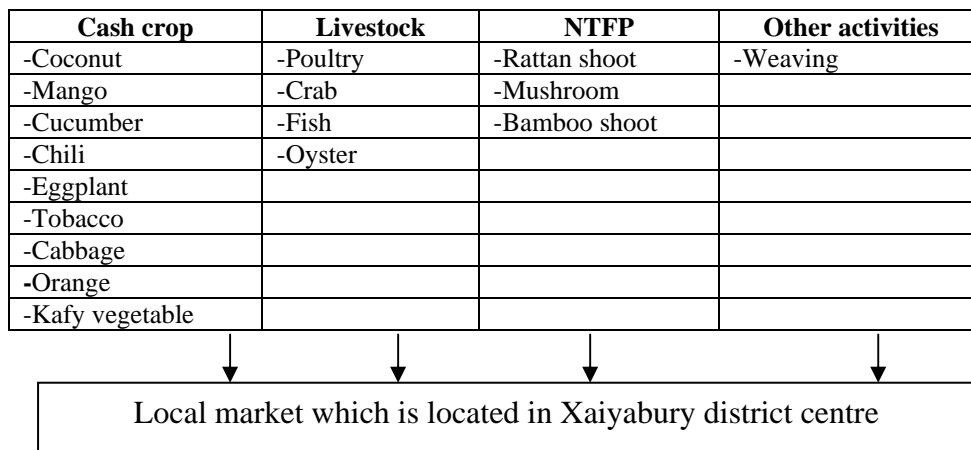 Cash crop Livestock NTFP Other activities
-Coconut -Poultry -Rattan shoot -Weaving
-Mango -Crab -Mushroom
-Cucumber -Fish -Bamboo shoot
-Chili -Oyster
-Eggplant
-Tobacco
-Cabbage
-Orange
-Kafy vegetable
Local market which is located in Xaiyabury district centre